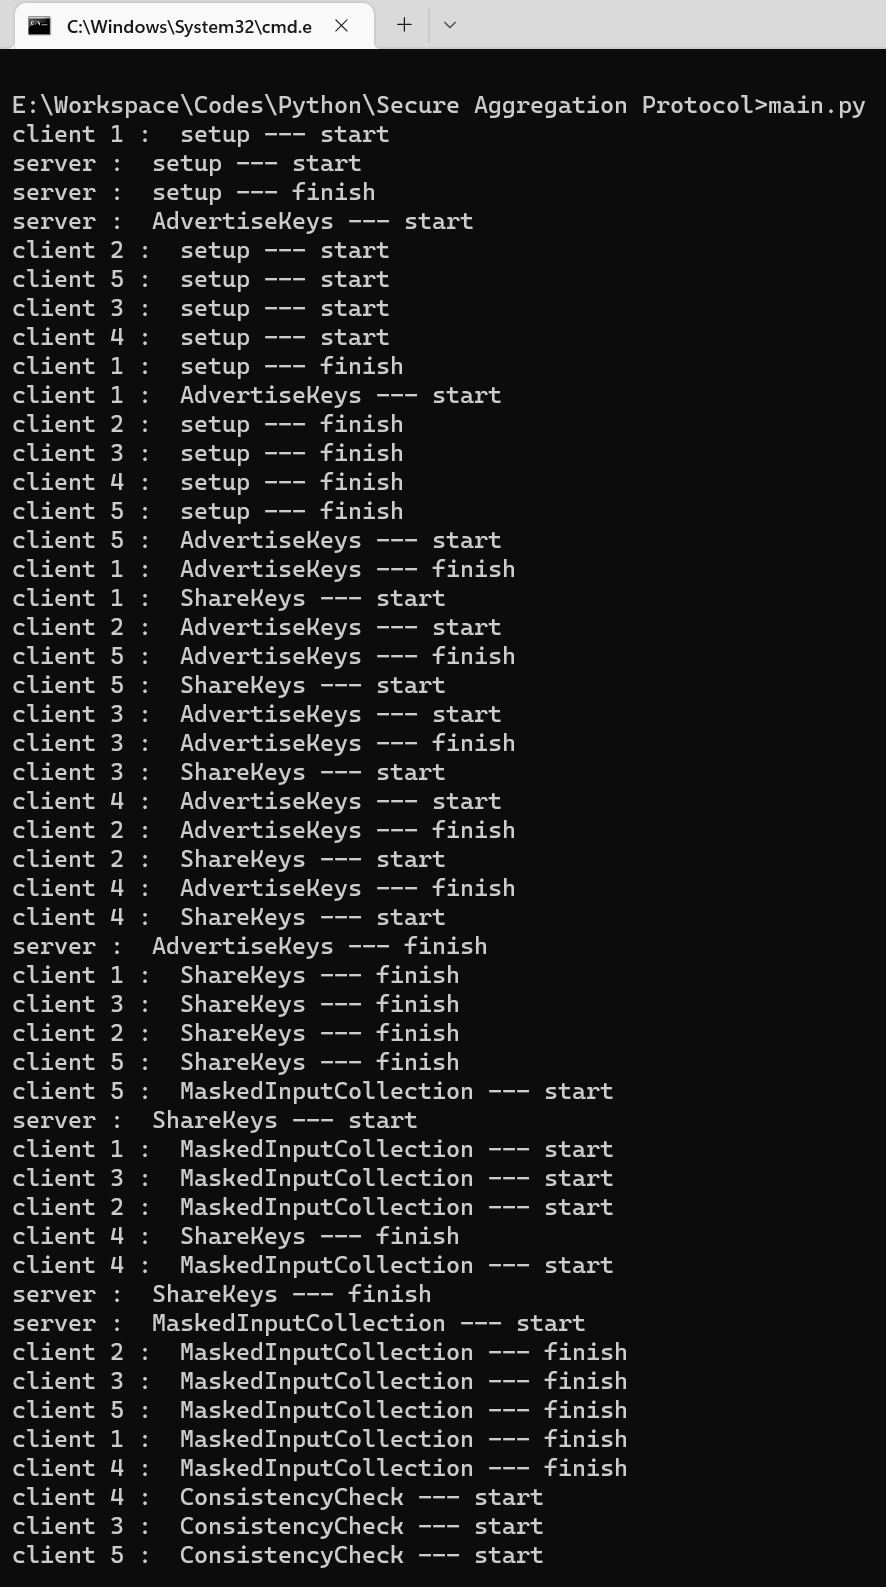 C:\Windows\System32\cmd.e
E:\Workspace\Codes\Python\Secure Aggregation Protocol>main.py
client 1 :  setup --- start
server :  setup --- start
server :  setup --- finish
server :  AdvertiseKeys --- start
client 2 :  setup --- start
client 5 :  setup --- start
client 3 :  setup --- start
client 4 :  setup --- start
client 1 :  setup --- finish
client 1 :  AdvertiseKeys --- start
client 2 :  setup --- finish
client 3 :  setup --- finish
client 4 :  setup --- finish
client 5 :  setup --- finish
client 5 :  AdvertiseKeys --- start
client 1 :  AdvertiseKeys --- finish
client 1 :  ShareKeys --- start
client 2 :  AdvertiseKeys --- start
client 5 :  AdvertiseKeys --- finish
client 5 :  ShareKeys --- start
client 3 :  AdvertiseKeys --- start
client 3 :  AdvertiseKeys --- finish
client 3 :  ShareKeys --- start
client 4 :  AdvertiseKeys --- start
client 2 :  AdvertiseKeys --- finish
client 2 :  ShareKeys --- start
client 4 :  AdvertiseKeys --- finish
client 4 :  ShareKeys --- start
server :  AdvertiseKeys --- finish
client 1 :  ShareKeys --- finish
client 3 :  ShareKeys --- finish
client 2 :  ShareKeys --- finish
client 5 :  ShareKeys --- finish
client 5 :  MaskedInputCollection --- start
server :  ShareKeys --- start
client 1 :  MaskedInputCollection --- start
client 3 :  MaskedInputCollection --- start
client 2 :  MaskedInputCollection --- start
client 4 :  ShareKeys --- finish
client 4 :  MaskedInputCollection --- start
server :  ShareKeys --- finish
server :  MaskedInputCollection --- start
client 2 :  MaskedInputCollection --- finish
client 3 :  MaskedInputCollection --- finish
client 5 :  MaskedInputCollection --- finish
client 1 :  MaskedInputCollection --- finish
client 4 :  MaskedInputCollection --- finish
client 4 :  ConsistencyCheck --- start
client 3 :  ConsistencyCheck --- start
client 5 :  ConsistencyCheck --- start